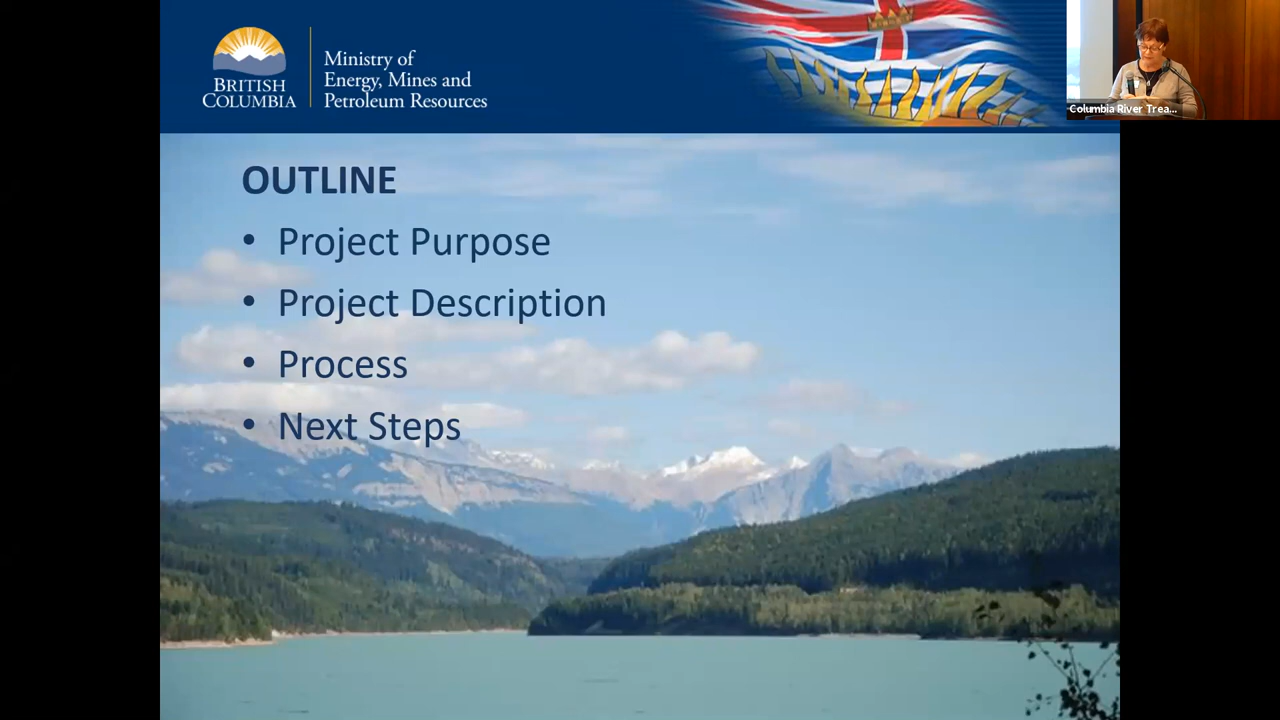 BRITISH
COLUMBIA
Ministry of
Energy, Mines and
Petroleum Resources
Columbia River Trea...
OUTLINE
• Project Purpose
• Project Description
• Process
• Next Steps